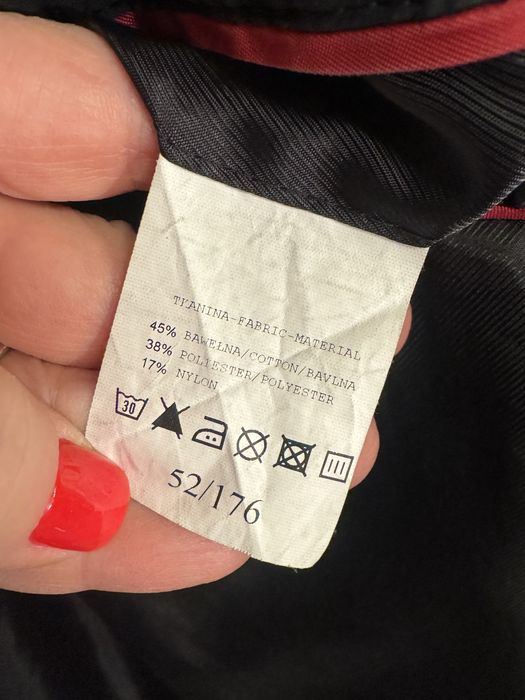 TKANINA-FABRIC-MATERIAL
45% BAWEŁNA/COTTON/BAVLNA
38% POLIESTER/POLYESTER
17% NYLON
30
52/176